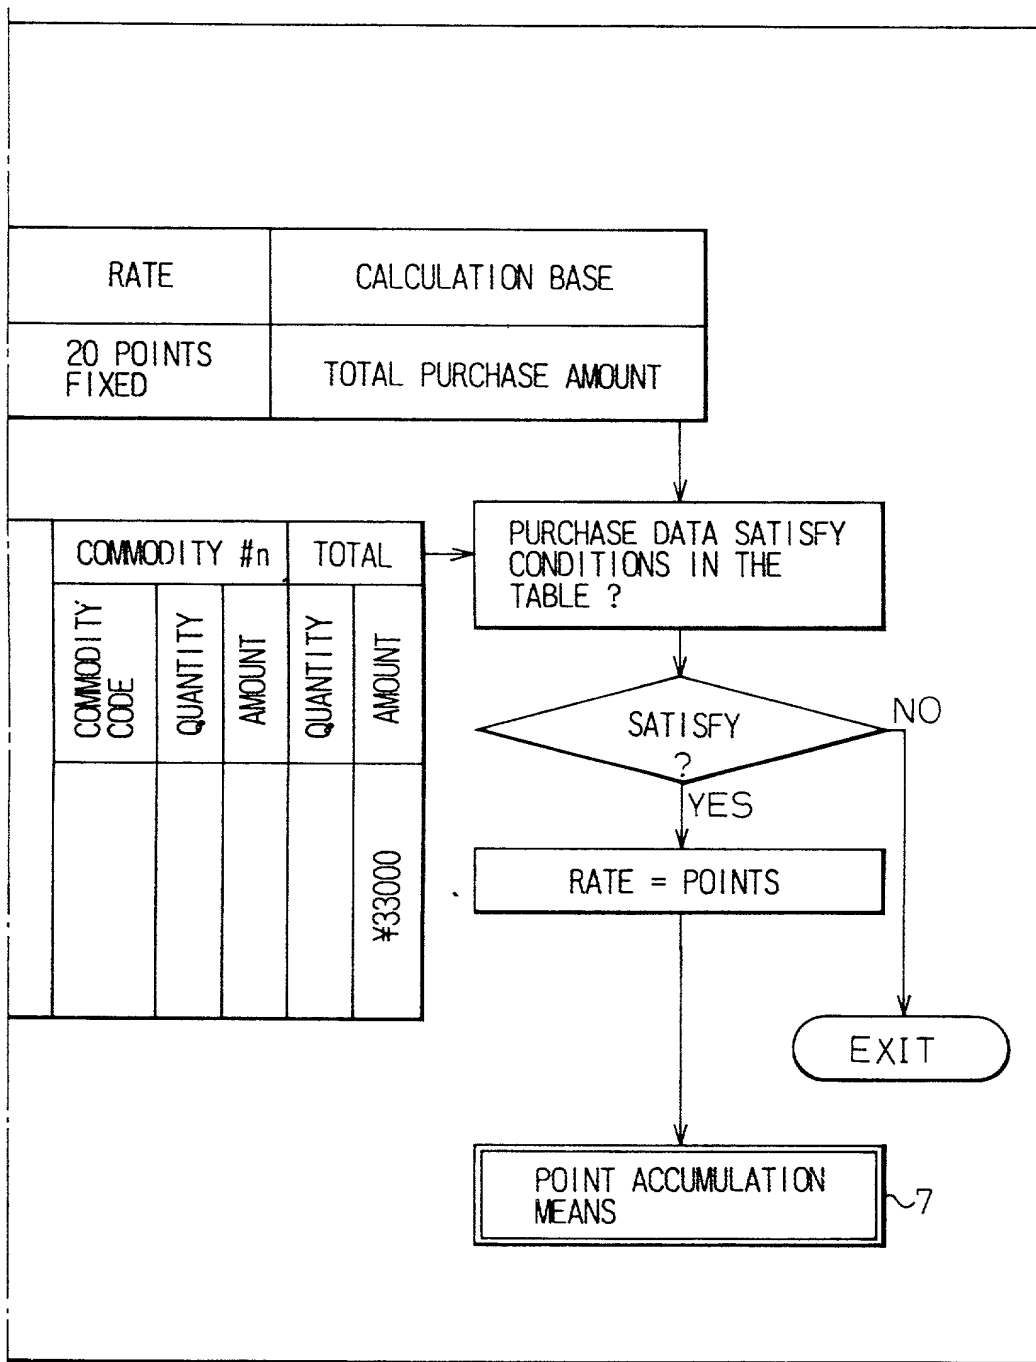 RATE
CALCULATION BASE
20 POINTS
FIXED
TOTAL PURCHASE AMOUNT
COMMODITY #n
TOTAL
COMMODITY
CODE
QUANTITY
AMOUNT
QUANTITY
AMOUNT
¥33000
PURCHASE DATA SATISFY
CONDITIONS IN THE
TABLE ?
SATISFY
?
NO
YES
RATE = POINTS
EXIT
POINT ACCUMULATION
MEANS
7